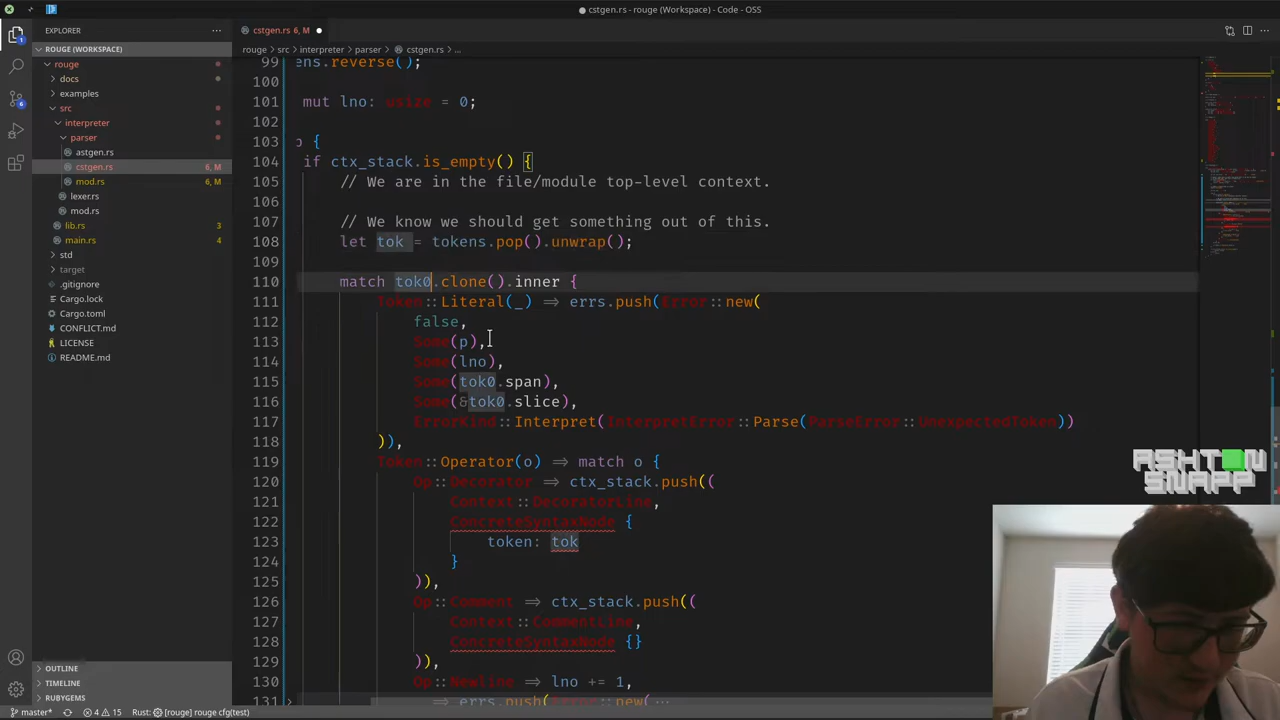 cstgen.rs - rouge (Workspace) - Code - OSS
EXPLORER
cstgen.rs 6, M
ROUGE (WORKSPACE)
rouge > src > interpreter > parser > cstgen.rs > ...
rouge
docs
examples
src
interpreter
parser
astgen.rs
cstgen.rs 6, M
mod.rs 6, M
lexer.rs
mod.rs
lib.rs 3
main.rs 4
std
target
.gitignore
Cargo.lock
Cargo.toml
CONFLICT.md
LICENSE
README.md
OUTLINE
TIMELINE
RUBYGEMS
99 ens.reverse();
100
101 mut lno: usize = 0;
102
103 p {
104 if ctx_stack.is_empty() {
105 // We are in the file/module top-level context.
106
107 // We know we should get something out of this.
108 let tok = tokens.pop().unwrap();
109
110 match tok0.clone().inner {
111 Token::Literal(_) => errs.push(Error::new(
112 false,
113 Some(p),
114 Some(lno),
115 Some(tok0.span),
116 Some(&tok0.slice),
117 ErrorKind::Interpret(InterpretError::Parse(ParseError::UnexpectedToken))
118 )),
119 Token::Operator(o) => match o {
120 Op::Decorator => ctx_stack.push((
121 Context::DecoratorLine,
122 ConcreteSyntaxNode {
123 token: tok
124 }
125 )),
126 Op::Comment => ctx_stack.push((
127 Context::CommentLine,
128 ConcreteSyntaxNode {}
129 )),
130 Op::Newline => lno += 1,
131 _ => errs.push(Error::new( ...
ASHTON
SNAPP
master* 4 15 Rust: [rouge] rouge cfg(test)